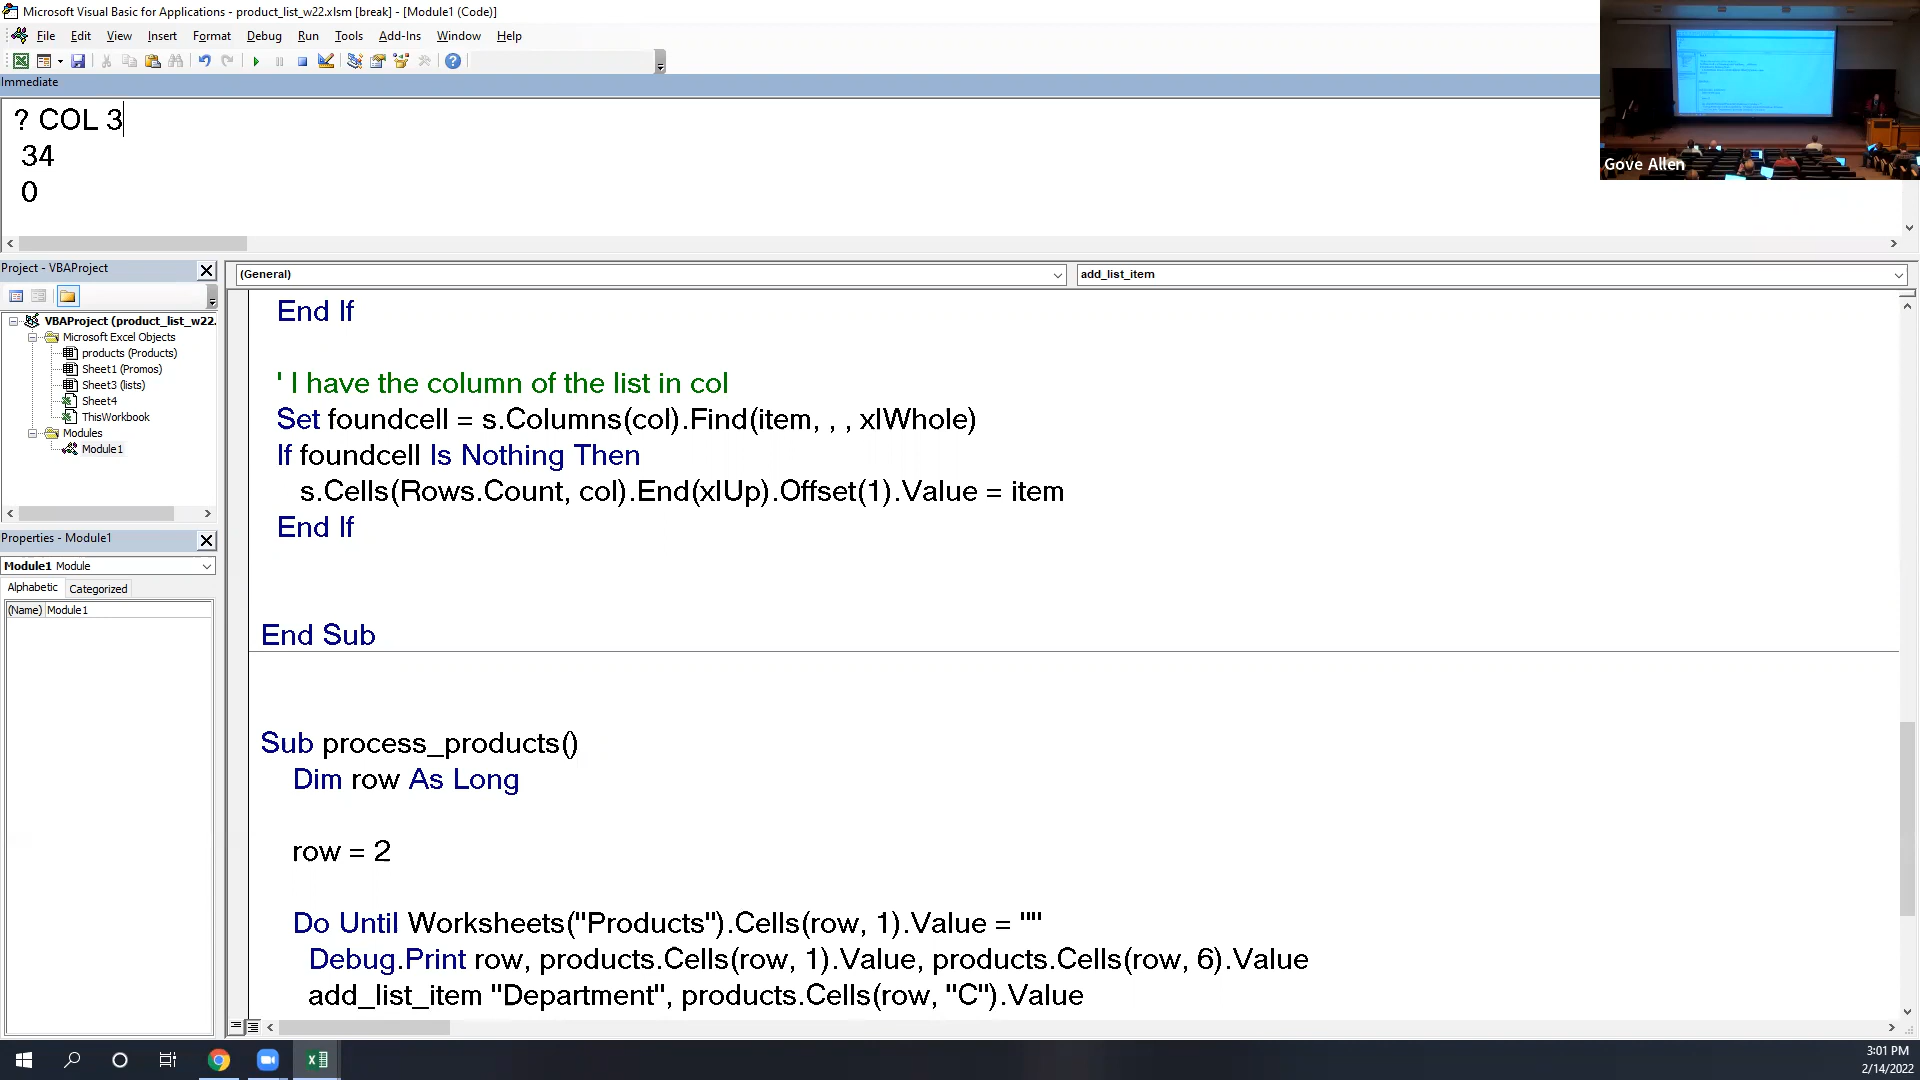 Microsoft Visual Basic for Applications - product_list_w22.xlsm [break] - [Module1 (Code)]
File Edit View Insert Format Debug Run Tools Add-Ins Window Help
Immediate
? COL 3
34
0
Gove Allen
Project - VBAProject
VBAProject (product_list_w22.
Microsoft Excel Objects
products (Products)
Sheet1 (Promos)
Sheet3 (lists)
Sheet4
ThisWorkbook
Modules
Module1
Properties - Module1
Module1 Module
Alphabetic Categorized
(Name) Module1
(General) add_list_item
End If
' I have the column of the list in col
Set foundcell = s.Columns(col).Find(item, , , xlWhole)
If foundcell Is Nothing Then
s.Cells(Rows.Count, col).End(xlUp).Offset(1).Value = item
End If
End Sub
Sub process_products()
Dim row As Long
row = 2
Do Until Worksheets("Products").Cells(row, 1).Value = ""
Debug.Print row, products.Cells(row, 1).Value, products.Cells(row, 6).Value
add_list_item "Department", products.Cells(row, "C").Value
3:01 PM
2/14/2022